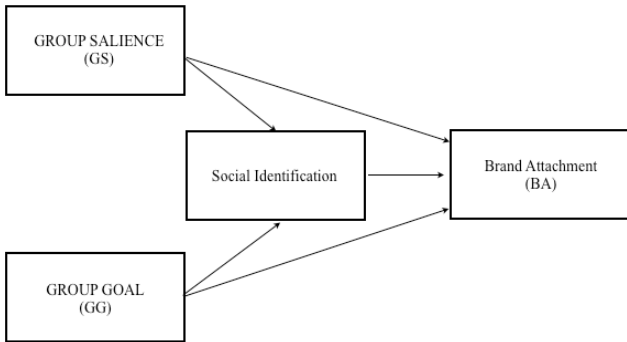 GROUP SALIENCE
(GS)
Social Identification
Brand Attachment
(BA)
GROUP GOAL
(GG)